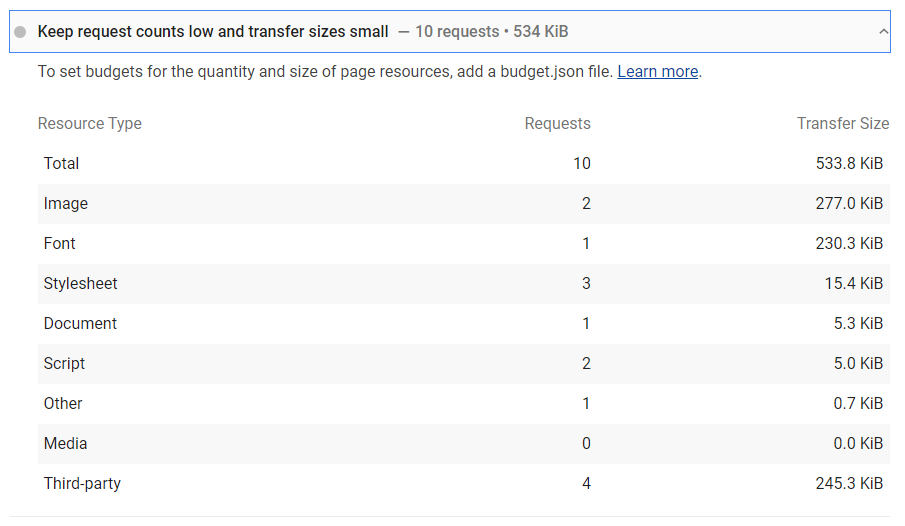 Keep request counts low and transfer sizes small — 10 requests • 534 KiB
To set budgets for the quantity and size of page resources, add a budget.json file. Learn more.
Resource Type Requests Transfer Size
Total 10 533.8 KiB
Image 2 277.0 KiB
Font 1 230.3 KiB
Stylesheet 3 15.4 KiB
Document 1 5.3 KiB
Script 2 5.0 KiB
Other 1 0.7 KiB
Media 0 0.0 KiB
Third-party 4 245.3 KiB